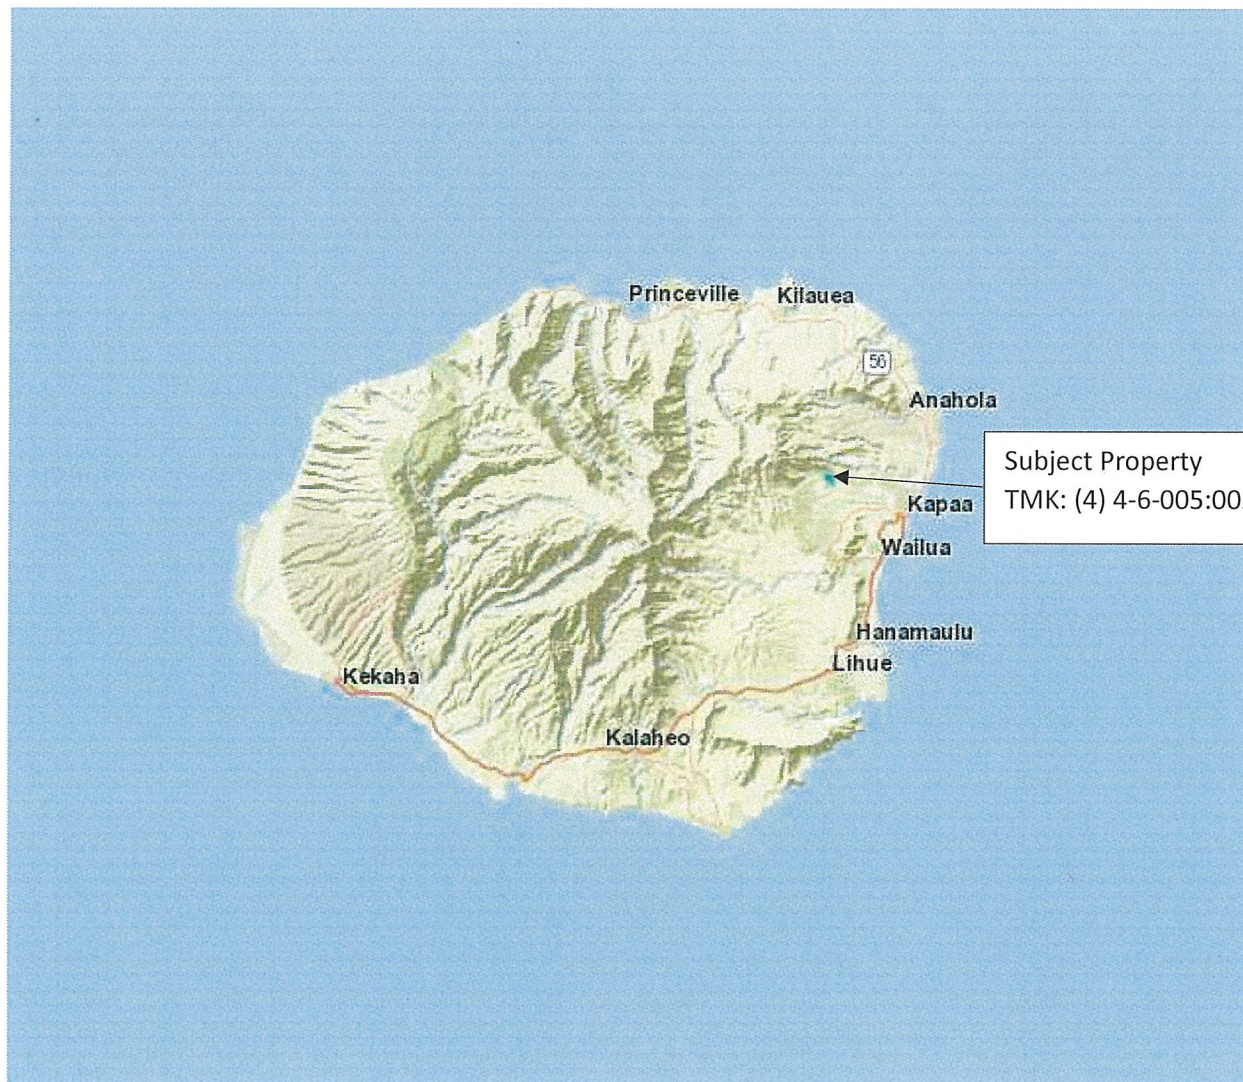 Princeville
Kilauea
56
Anahola
Subject Property
TMK: (4) 4-6-005:00
Kapaa
Wailua
Hanamaulu
Lihue
Kekaha
Kalaheo